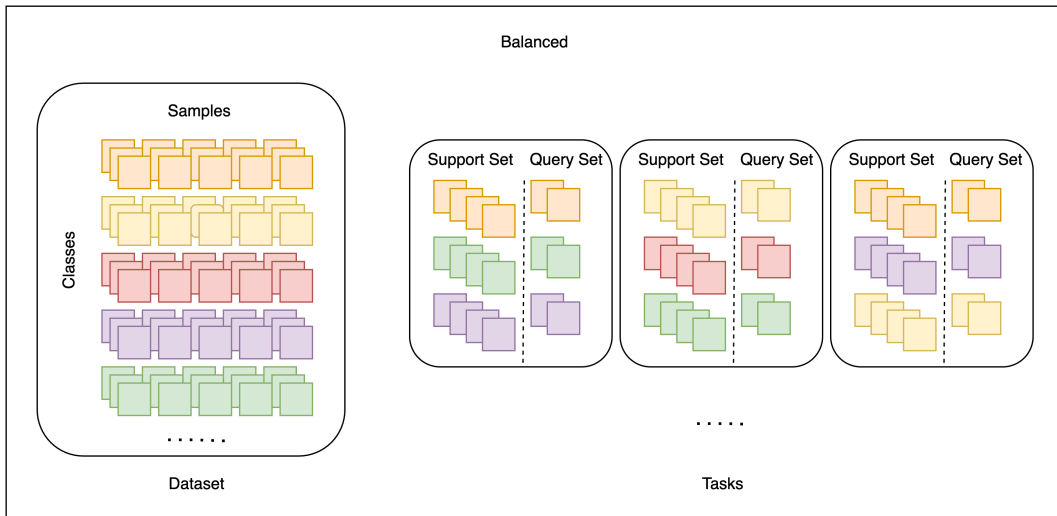 Balanced
Samples
Classes
......
Dataset
Support Set
Query Set
Support Set
Query Set
Support Set
Query Set
.....
Tasks